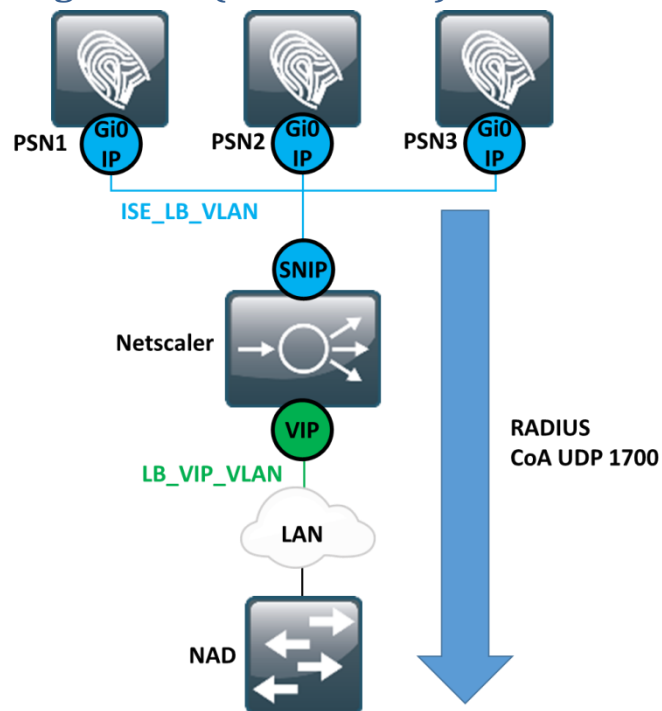 PSN1
Gi0
IP
PSN2
Gi0
IP
PSN3
Gi0
IP
ISE_LB_VLAN
SNIP
Netscaler
VIP
RADIUS
CoA UDP 1700
LB_VIP_VLAN
LAN
NAD